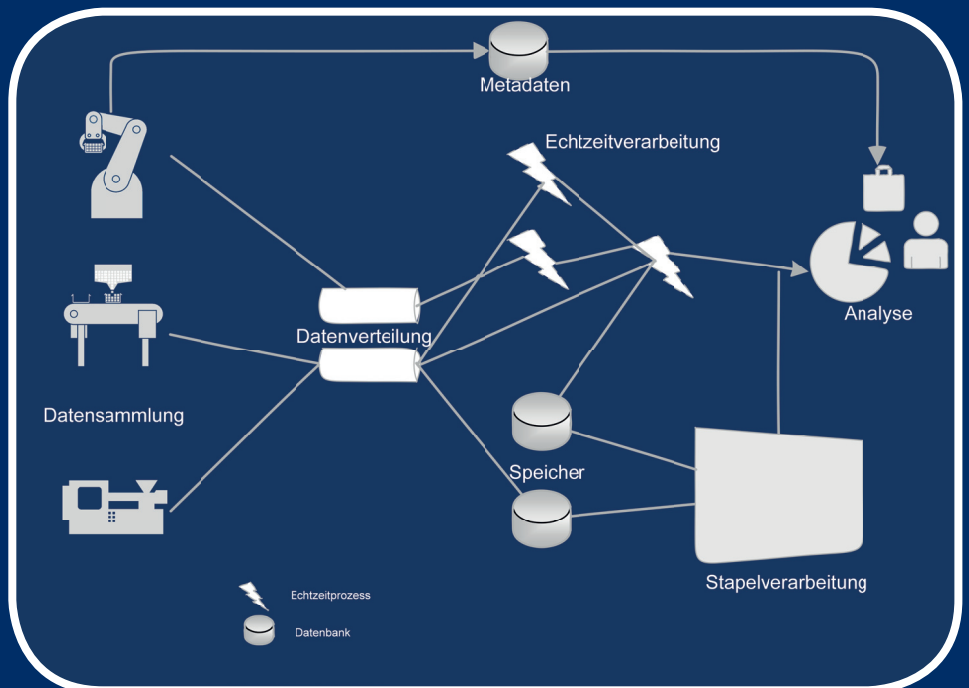 Metadaten
Echtzeitverarbeitung
Analyse
Datenverteilung
Datensammlung
Speicher
Stapelverarbeitung
Echtzeitprozess
Datenbank